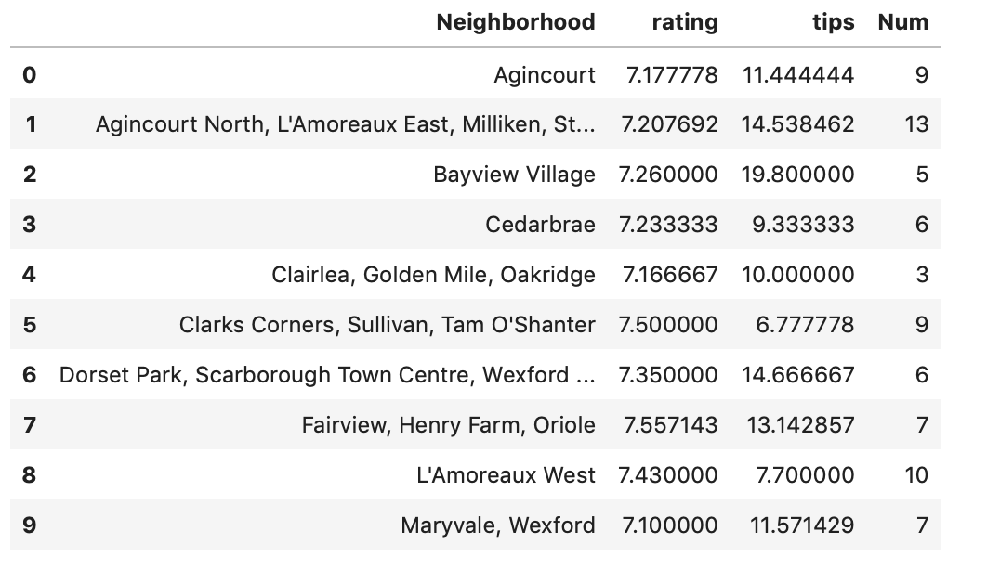 Neighborhood rating tips Num
0 Agincourt 7.177778 11.444444 9
1 Agincourt North, L'Amoreaux East, Milliken, St... 7.207692 14.538462 13
2 Bayview Village 7.260000 19.800000 5
3 Cedarbrae 7.233333 9.333333 6
4 Clairlea, Golden Mile, Oakridge 7.166667 10.000000 3
5 Clarks Corners, Sullivan, Tam O'Shanter 7.500000 6.777778 9
6 Dorset Park, Scarborough Town Centre, Wexford ... 7.350000 14.666667 6
7 Fairview, Henry Farm, Oriole 7.557143 13.142857 7
8 L'Amoreaux West 7.430000 7.700000 10
9 Maryvale, Wexford 7.100000 11.571429 7